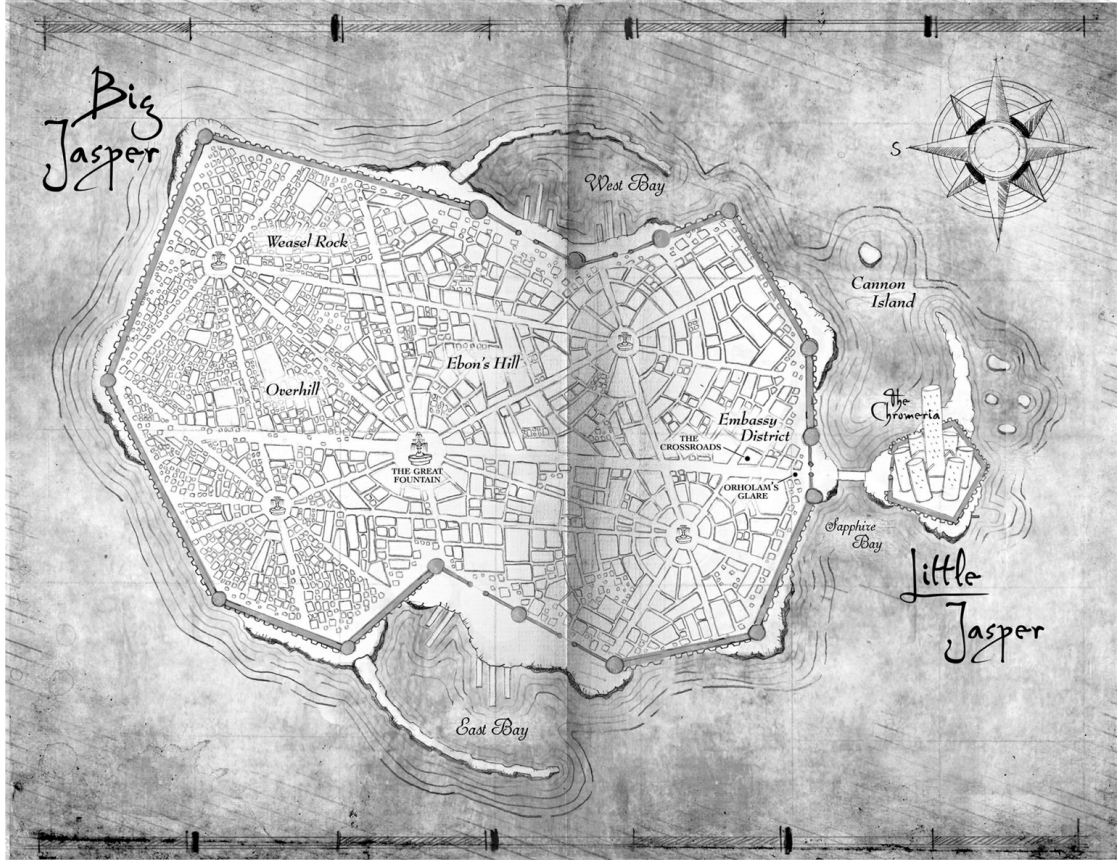 Big
Jasper
S
West Bay
Weasel Rock
Cannon
Island
Ebon's Hill
Overhill
The
Chromeria
Embassy
District
THE
CROSSROADS
THE GREAT
FOUNTAIN
ORHOLAM'S
GLARE
Sapphire
Bay
Little
Jasper
East Bay